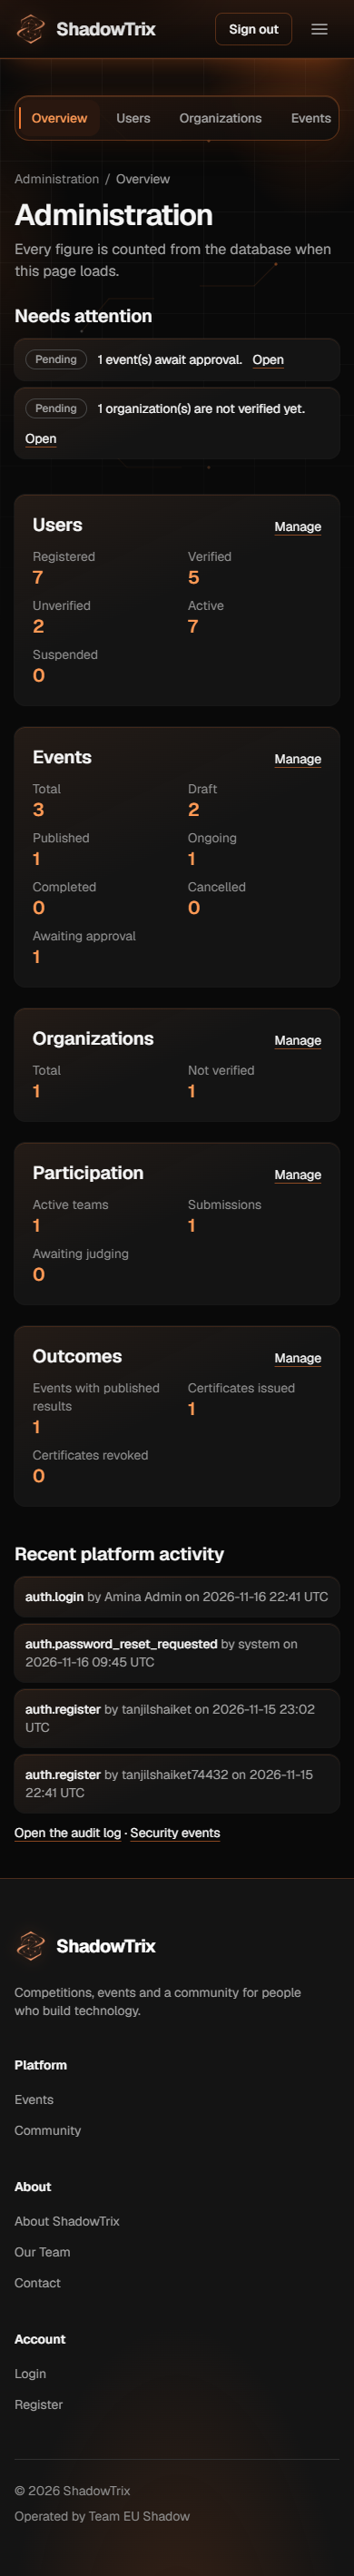 ShadowTrix
Sign out
Overview Users Organizations Events
Administration / Overview
Administration
Every figure is counted from the database when
this page loads.
Needs attention
Pending 1 event(s) await approval. Open
Pending 1 organization(s) are not verified yet.
Open
Users Manage
Registered Verified
7 5
Unverified Active
2 7
Suspended
0
Events Manage
Total Draft
3 2
Published Ongoing
1 1
Completed Cancelled
0 0
Awaiting approval
1
Organizations Manage
Total Not verified
1 1
Participation Manage
Active teams Submissions
1 1
Awaiting judging
0
Outcomes Manage
Events with published Certificates issued
results 1
1
Certificates revoked
0
Recent platform activity
auth.login by Amina Admin on 2026-11-16 22:41 UTC
auth.password_reset_requested by system on
2026-11-16 09:45 UTC
auth.register by tanjilshaiket on 2026-11-15 23:02
UTC
auth.register by tanjilshaiket74432 on 2026-11-15
22:41 UTC
Open the audit log · Security events
ShadowTrix
Competitions, events and a community for people
who build technology.
Platform
Events
Community
About
About ShadowTrix
Our Team
Contact
Account
Login
Register
© 2026 ShadowTrix
Operated by Team EU Shadow